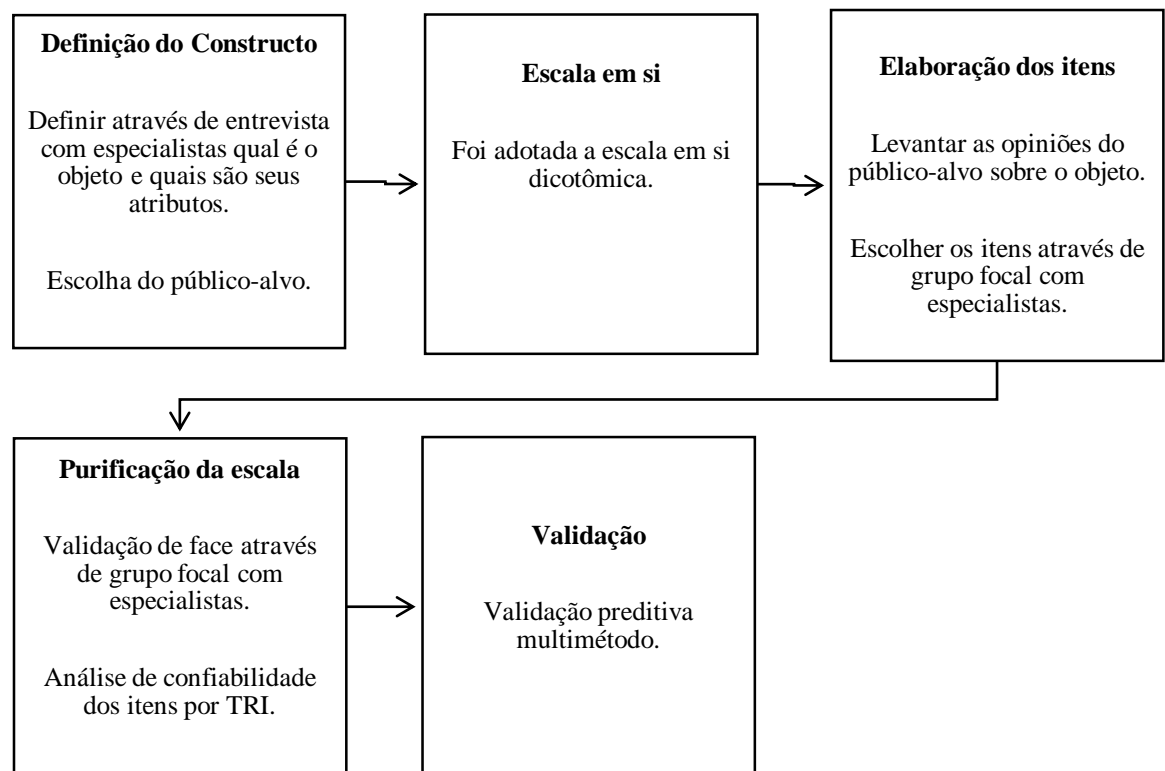 Definição do Constructo
Definir através de entrevista
com especialistas qual é o
objeto e quais são seus
atributos.
Escolha do público-alvo.
Escala em si
Foi adotada a escala em si
dicotômica.
Elaboração dos itens
Levantar as opiniões do
público-alvo sobre o objeto.
Escolher os itens através de
grupo focal com
especialistas.
Purificação da escala
Validação de face através
de grupo focal com
especialistas.
Análise de confiabilidade
dos itens por TRI.
Validação
Validação preditiva
multimétodo.